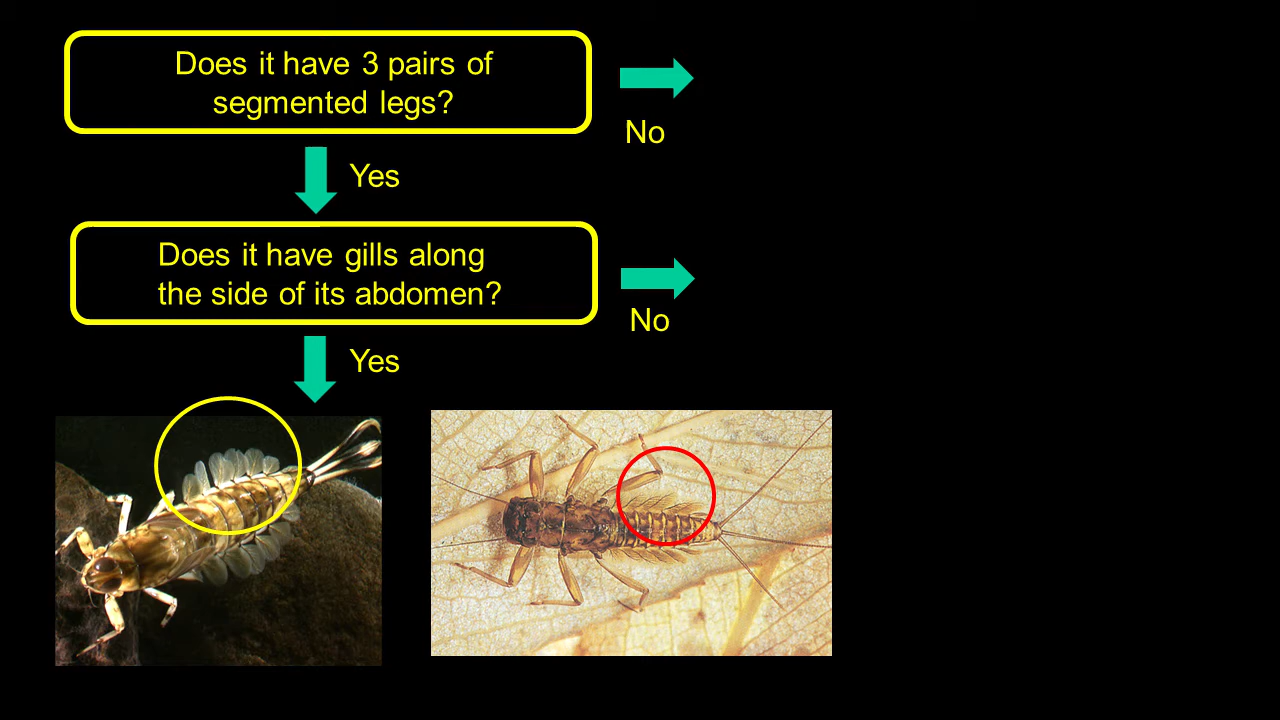 Does it have 3 pairs of
segmented legs?
No
Yes
Does it have gills along
the side of its abdomen?
No
Yes